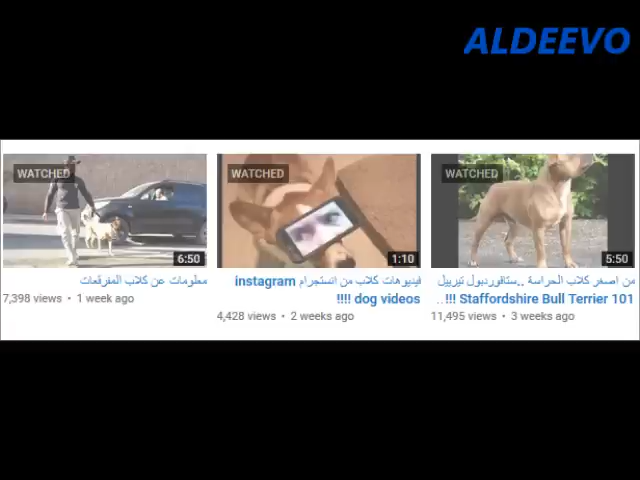 ALDEEVO
WATCHED
6:50
معلومات عن كلاب المفرقعات
7,398 views • 1 week ago
WATCHED
1:10
فيديوهات كلاب من انستجرام instagram
dog videos !!!!
4,428 views • 2 weeks ago
WATCHED
5:50
من اصغر كلاب الحراسة ..ستافوردبول تيربيل
Staffordshire Bull Terrier 101 !!!..
11,495 views • 3 weeks ago